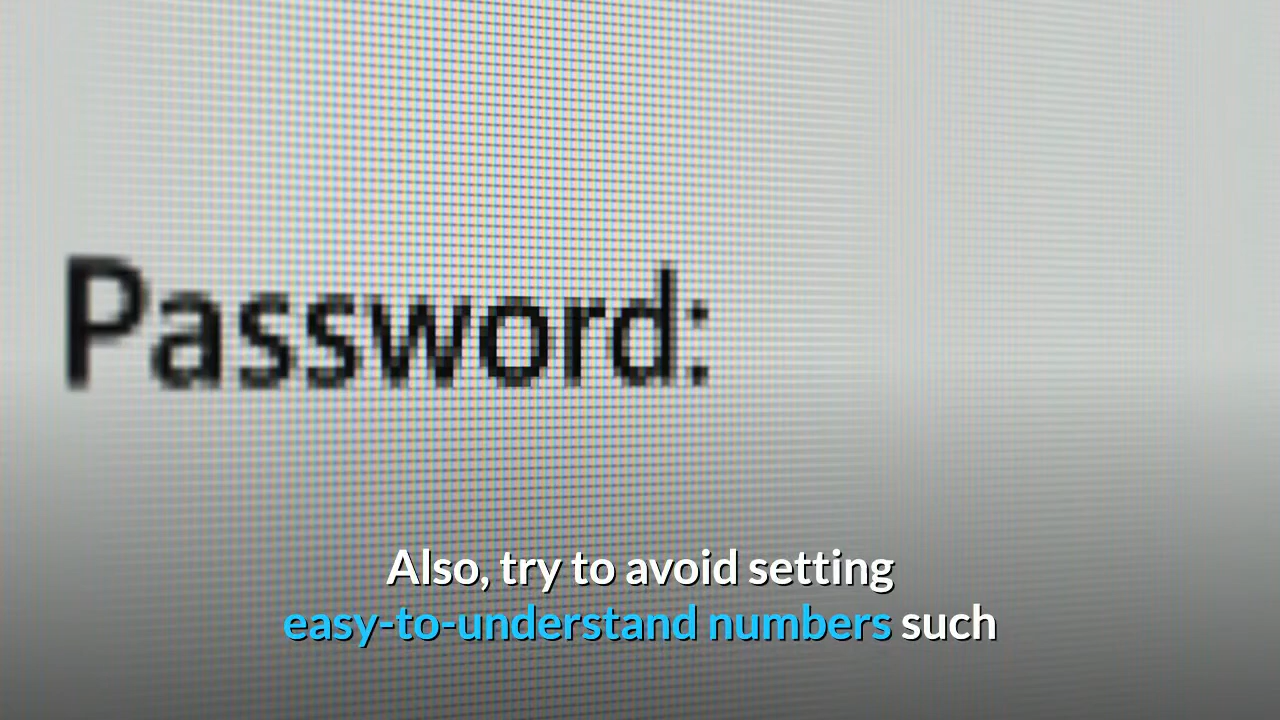 Password:
Also, try to avoid setting
easy-to-understand numbers such